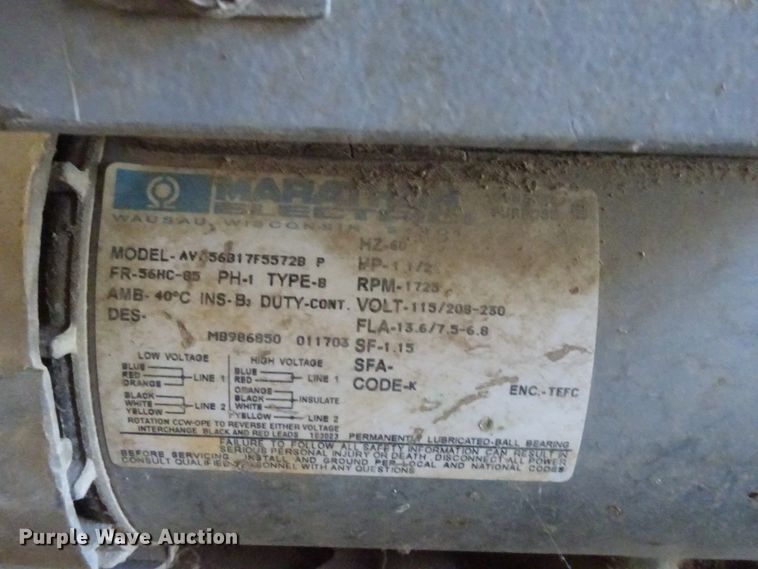 MARATHON
ELECTRIC
WAUSAU, WISCONSIN
PURPOSE
HZ-60
MODEL- AVJ56B17F5572B P
HP-1 1/2
FR-56HC-85 PH-1 TYPE-B
RPM-1725
AMB- 40°C INS-B3 DUTY-CONT.
VOLT-115/208-230
DES-
FLA-13.6/7.5-6.8
MB986850 011703
SF-1.15
SFA-
CODE-K
ENC.-TEFC
LOW VOLTAGE HIGH VOLTAGE
BLUE BLUE
RED LINE 1 RED LINE 1
ORANGE ORANGE
BLACK BLACK INSULATE
WHITE LINE 2 WHITE
YELLOW YELLOW LINE 2
ROTATION CCW-OPE TO REVERSE EITHER VOLTAGE
INTERCHANGE BLACK AND RED LEADS 163023 PERMANENTLY LUBRICATED-BALL BEARING
FAILURE TO FOLLOW ALL SAFETY INFORMATION CAN RESULT IN
SERIOUS PERSONAL INJURY OR DEATH. DISCONNECT ALL POWER
BEFORE SERVICING. INSTALL AND GROUND PER LOCAL AND NATIONAL CODES
CONSULT QUALIFIED PERSONNEL WITH ANY QUESTIONS
Purple Wave Auction